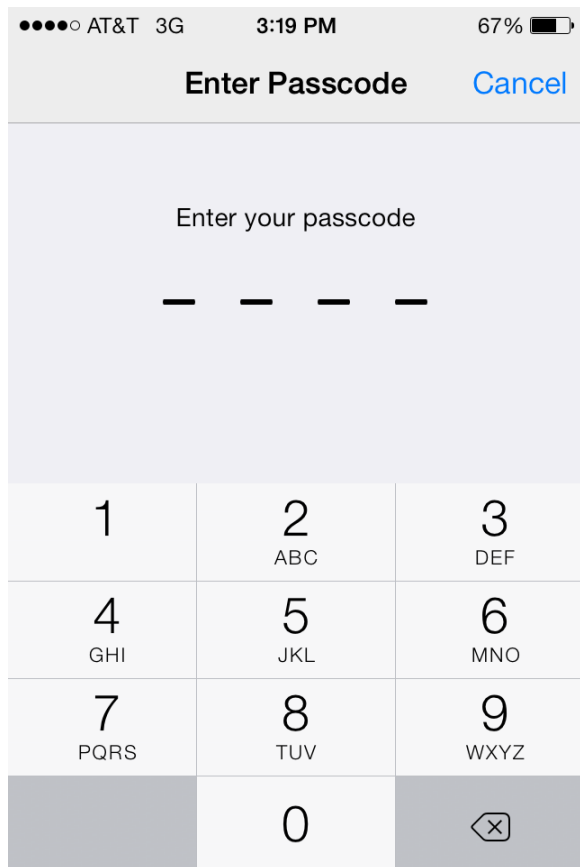 AT&T 3G 3:19 PM 67%
Enter Passcode Cancel
Enter your passcode
1 2 3
ABC DEF
4 5 6
GHI JKL MNO
7 8 9
PQRS TUV WXYZ
0